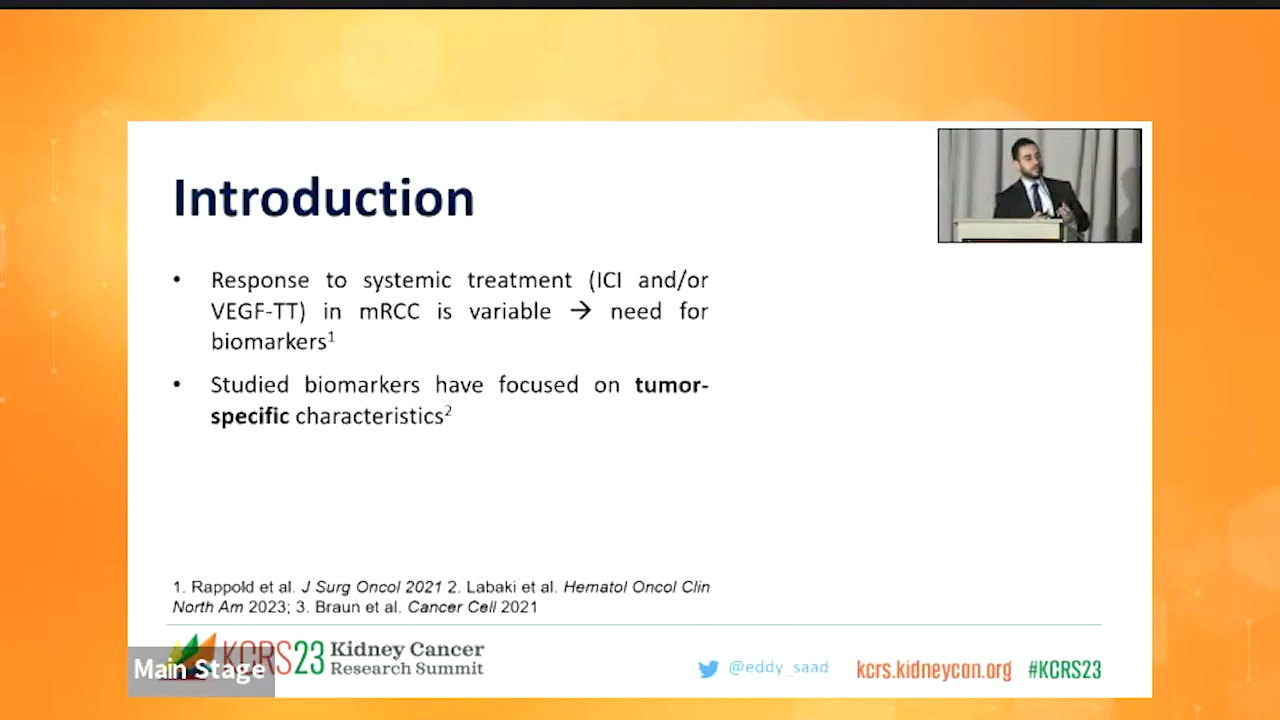 Introduction
• Response to systemic treatment (ICI and/or
VEGF-TT) in mRCC is variable → need for
biomarkers¹
• Studied biomarkers have focused on tumor-
specific characteristics²
1. Rappold et al. J Surg Oncol 2021 2. Labaki et al. Hematol Oncol Clin
North Am 2023; 3. Braun et al. Cancer Cell 2021
KCRS23 Kidney Cancer
Research Summit
Main Stage
@eddy_saad
kcrs.kidneycan.org
#KCRS23